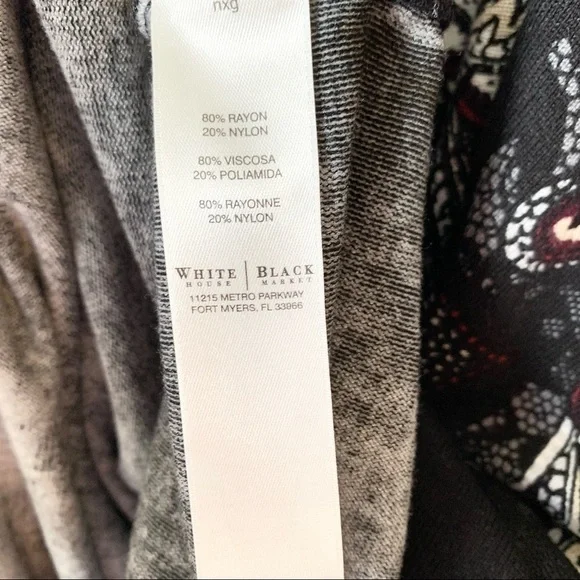 nxg
80% RAYON
20% NYLON
80% VISCOSA
20% POLIAMIDA
80% RAYONNE
20% NYLON
WHITE | BLACK
HOUSE MARKET
11215 METRO PARKWAY
FORT MYERS, FL 33966